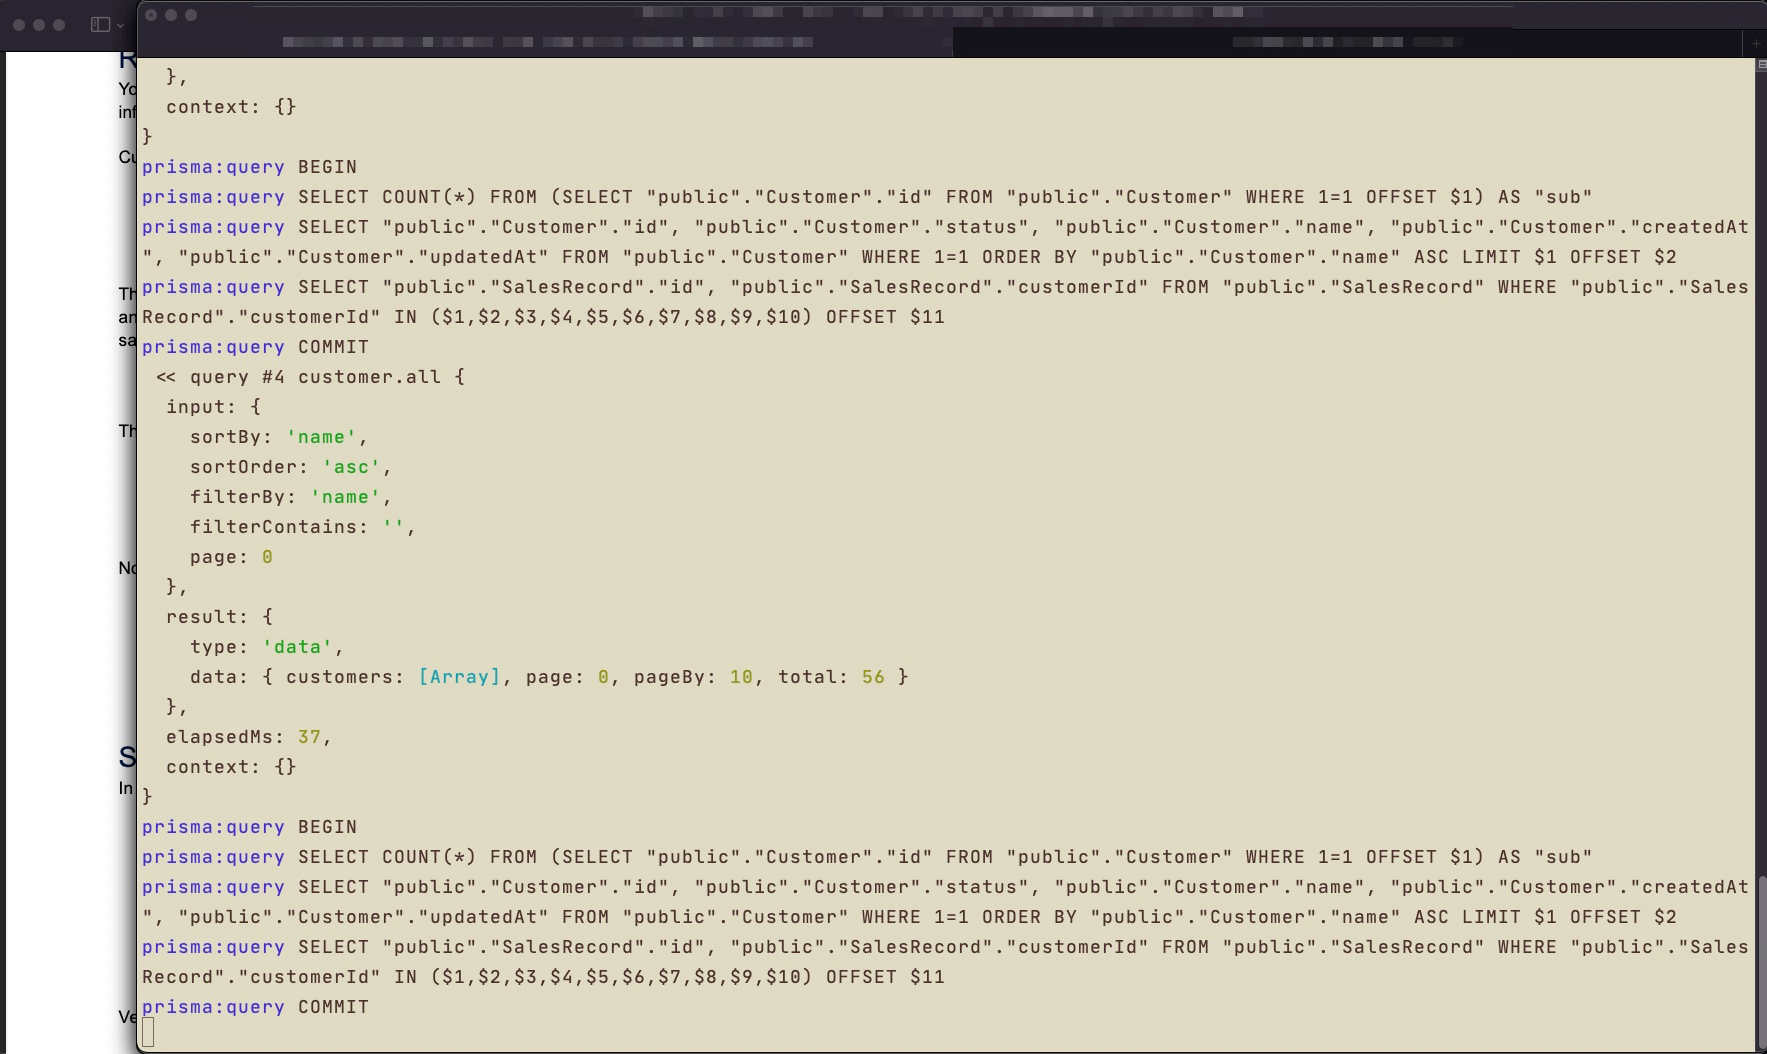 },
context: {}
}
prisma:query BEGIN
prisma:query SELECT COUNT(*) FROM (SELECT "public"."Customer"."id" FROM "public"."Customer" WHERE 1=1 OFFSET $1) AS "sub"
prisma:query SELECT "public"."Customer"."id", "public"."Customer"."status", "public"."Customer"."name", "public"."Customer"."createdAt
", "public"."Customer"."updatedAt" FROM "public"."Customer" WHERE 1=1 ORDER BY "public"."Customer"."name" ASC LIMIT $1 OFFSET $2
prisma:query SELECT "public"."SalesRecord"."id", "public"."SalesRecord"."customerId" FROM "public"."SalesRecord" WHERE "public"."Sales
Record"."customerId" IN ($1,$2,$3,$4,$5,$6,$7,$8,$9,$10) OFFSET $11
prisma:query COMMIT
<< query #4 customer.all {
input: {
sortBy: 'name',
sortOrder: 'asc',
filterBy: 'name',
filterContains: '',
page: 0
},
result: {
type: 'data',
data: { customers: [Array], page: 0, pageBy: 10, total: 56 }
},
elapsedMs: 37,
context: {}
}
prisma:query BEGIN
prisma:query SELECT COUNT(*) FROM (SELECT "public"."Customer"."id" FROM "public"."Customer" WHERE 1=1 OFFSET $1) AS "sub"
prisma:query SELECT "public"."Customer"."id", "public"."Customer"."status", "public"."Customer"."name", "public"."Customer"."createdAt
", "public"."Customer"."updatedAt" FROM "public"."Customer" WHERE 1=1 ORDER BY "public"."Customer"."name" ASC LIMIT $1 OFFSET $2
prisma:query SELECT "public"."SalesRecord"."id", "public"."SalesRecord"."customerId" FROM "public"."SalesRecord" WHERE "public"."Sales
Record"."customerId" IN ($1,$2,$3,$4,$5,$6,$7,$8,$9,$10) OFFSET $11
prisma:query COMMIT